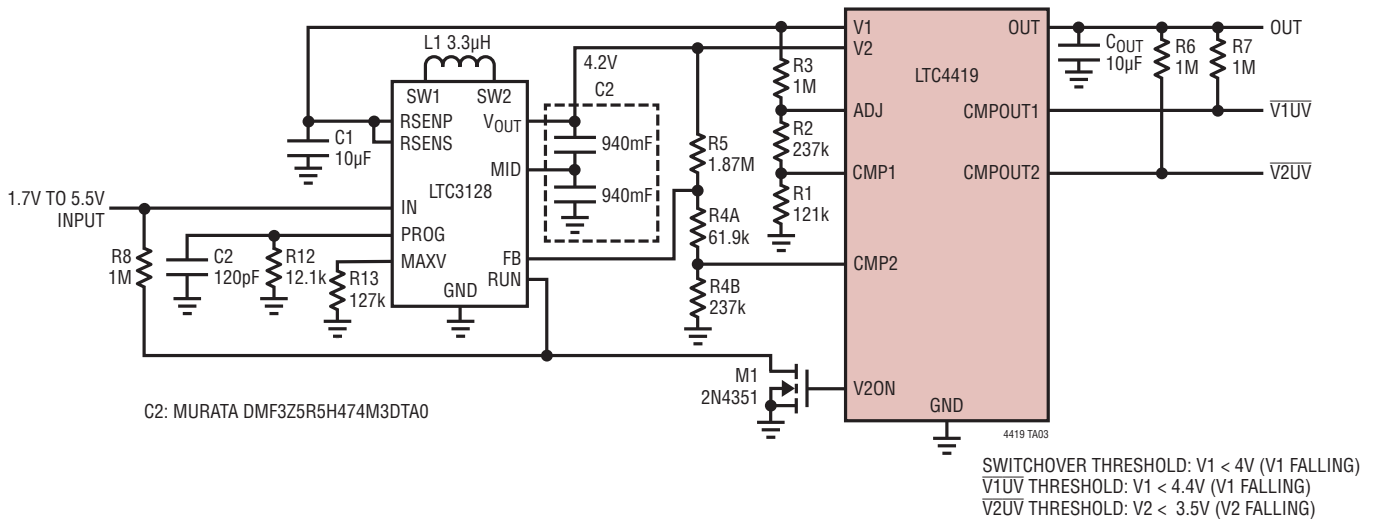 L1 3.3µH
4.2V
C2
SW1 SW2
RSENP
RSENS
VOUT
MID
LTC3128
IN
PROG
MAXV
FB
RUN
GND
C1
10µF
940mF
940mF
1.7V TO 5.5V
INPUT
R8
1M
C2
120pF
R12
12.1k
R13
127k
R5
1.87M
R4A
61.9k
R4B
237k
R3
1M
R2
237k
R1
121k
V1
V2
ADJ
CMP1
CMP2
V2ON
LTC4419
OUT
CMPOUT1
CMPOUT2
GND
COUT
10µF
R6
1M
R7
1M
OUT
V1UV
V2UV
M1
2N4351
C2: MURATA DMF3Z5R5H474M3DTA0
4419 TA03
SWITCHOVER THRESHOLD: V1 < 4V (V1 FALLING)
V1UV THRESHOLD: V1 < 4.4V (V1 FALLING)
V2UV THRESHOLD: V2 < 3.5V (V2 FALLING)